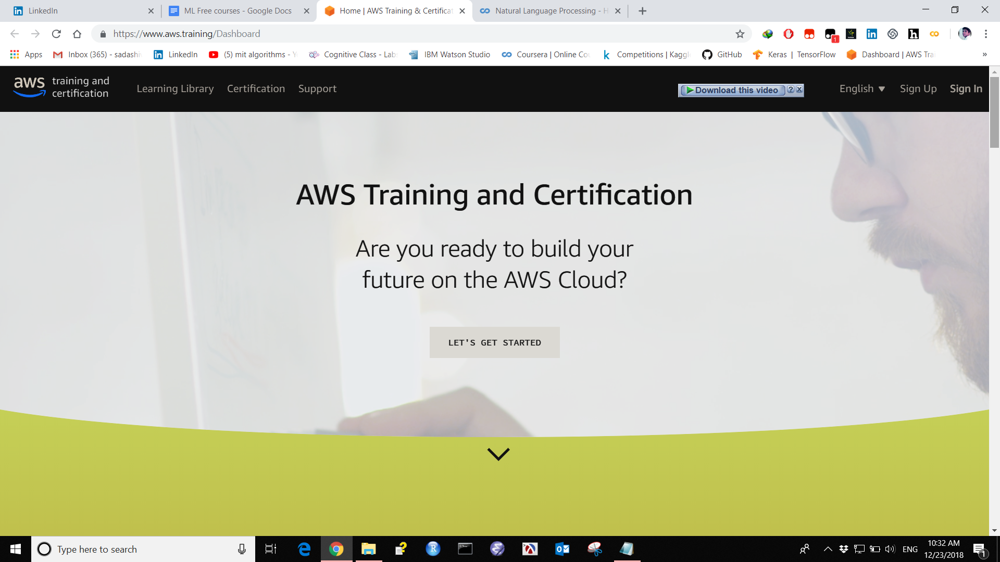 LinkedIn
ML Free courses - Google Docs
Home | AWS Training & Certificat
Natural Language Processing - H
https://www.aws.training/Dashboard
1
Apps
Inbox (365) - sadashi
LinkedIn
(5) mit algorithms - Y
Cognitive Class - Lab
IBM Watson Studio
Coursera | Online Co
Competitions | Kaggl
GitHub
Keras | TensorFlow
Dashboard | AWS Tra
»
aws training and
certification
Learning Library
Certification
Support
Download this video
English
Sign Up
Sign In
AWS Training and Certification
Are you ready to build your
future on the AWS Cloud?
LET'S GET STARTED
Type here to search
ENG
10:32 AM
12/23/2018
1